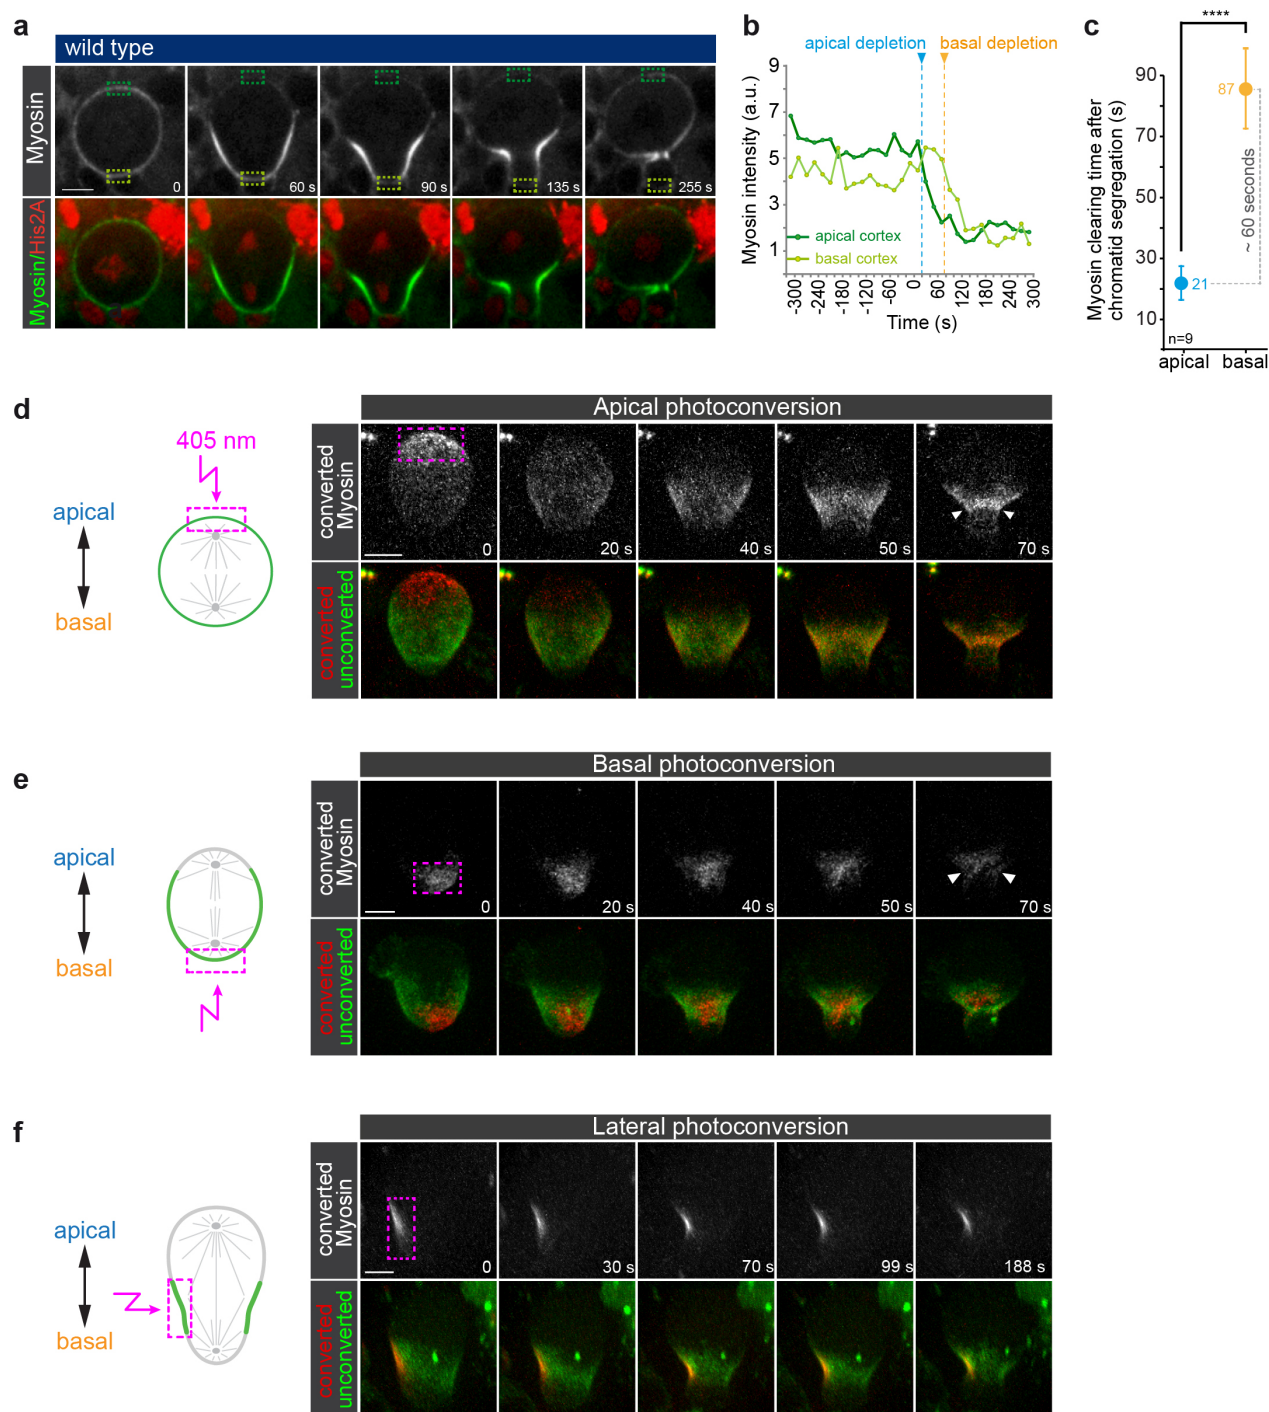 a
wild type
Myosin
0
60 s
90 s
135 s
255 s
Myosin/His2A
b
apical depletion
basal depletion
Myosin intensity (a.u.)
9
7
5
3
1
apical cortex
basal cortex
-300
-240
-180
-120
-60
0
60
120
180
240
300
Time (s)
c
****
Myosin clearing time after
chromatid segregation (s)
90
70
50
30
10
87
21
~ 60 seconds
n=9
apical
basal
d
405 nm
apical
basal
Apical photoconversion
converted
Myosin
0
20 s
40 s
50 s
70 s
converted
unconverted
e
apical
basal
Basal photoconversion
converted
Myosin
0
20 s
40 s
50 s
70 s
converted
unconverted
f
apical
basal
Lateral photoconversion
converted
Myosin
0
30 s
70 s
99 s
188 s
converted
unconverted